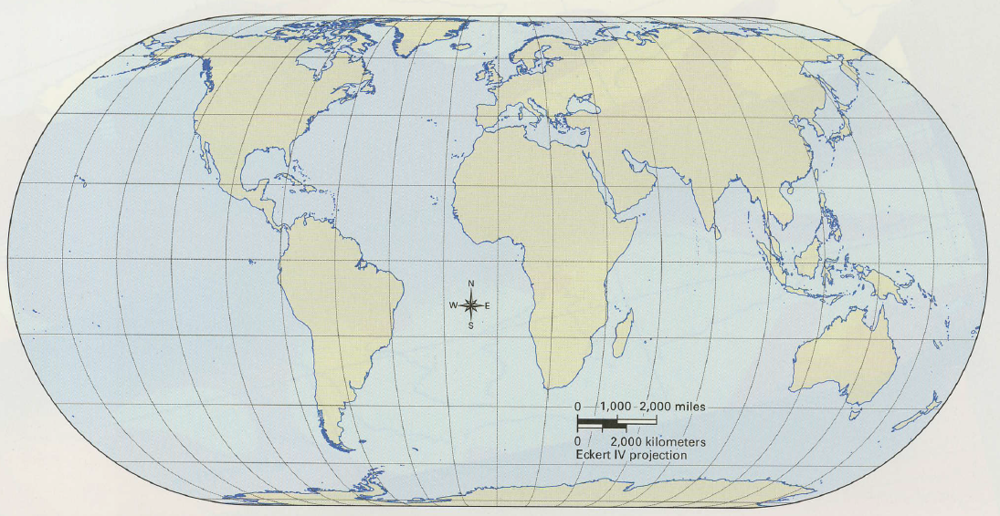 N
W E
S
0 1,000 2,000 miles
0 2,000 kilometers
Eckert IV projection